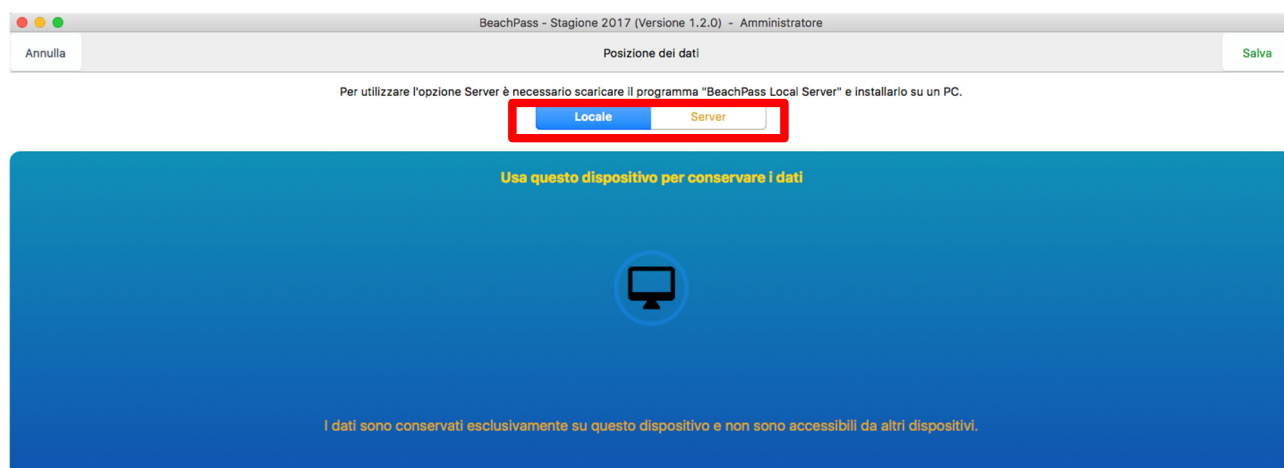 BeachPass - Stagione 2017 (Versione 1.2.0) - Amministratore
Annulla
Posizione dei dati
Salva
Per utilizzare l'opzione Server è necessario scaricare il programma "BeachPass Local Server" e installarlo su un PC.
Locale Server
Usa questo dispositivo per conservare i dati
I dati sono conservati esclusivamente su questo dispositivo e non sono accessibili da altri dispositivi.